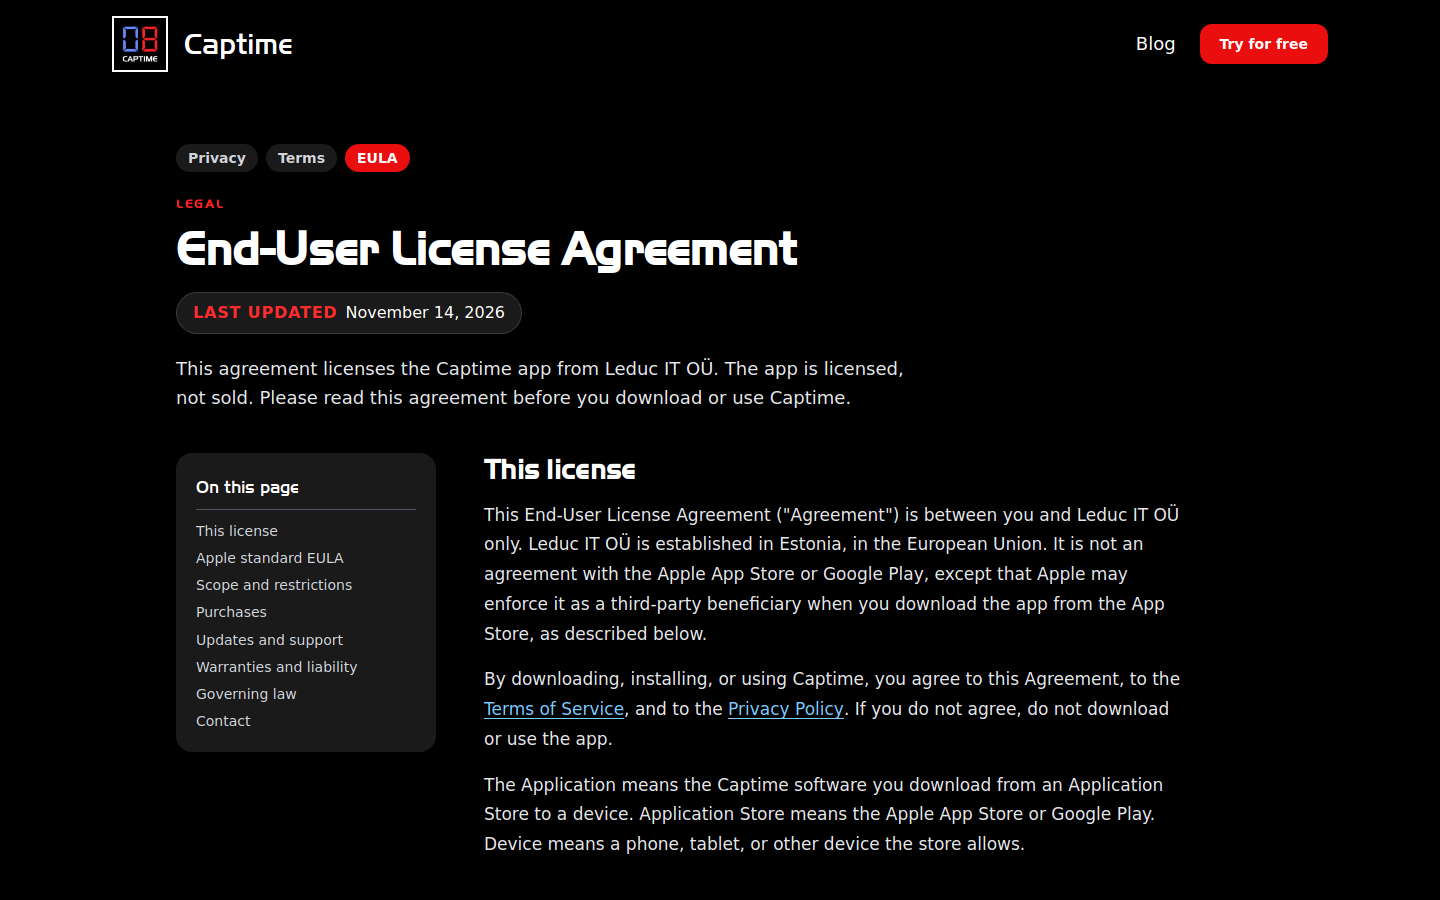 08
CAPTIME
Captime
Blog
Try for free
Privacy
Terms
EULA
LEGAL
End-User License Agreement
LAST UPDATED November 14, 2026
This agreement licenses the Captime app from Leduc IT OÜ. The app is licensed,
not sold. Please read this agreement before you download or use Captime.
On this page
This license
Apple standard EULA
Scope and restrictions
Purchases
Updates and support
Warranties and liability
Governing law
Contact
This license
This End-User License Agreement ("Agreement") is between you and Leduc IT OÜ
only. Leduc IT OÜ is established in Estonia, in the European Union. It is not an
agreement with the Apple App Store or Google Play, except that Apple may
enforce it as a third-party beneficiary when you download the app from the App
Store, as described below.
By downloading, installing, or using Captime, you agree to this Agreement, to the
Terms of Service, and to the Privacy Policy. If you do not agree, do not download
or use the app.
The Application means the Captime software you download from an Application
Store to a device. Application Store means the Apple App Store or Google Play.
Device means a phone, tablet, or other device the store allows.